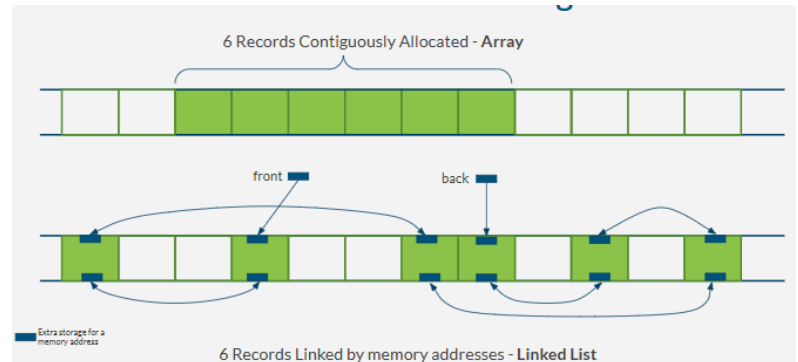 6 Records Contiguously Allocated - Array
front
back
Extra storage for a
memory address
6 Records Linked by memory addresses - Linked List